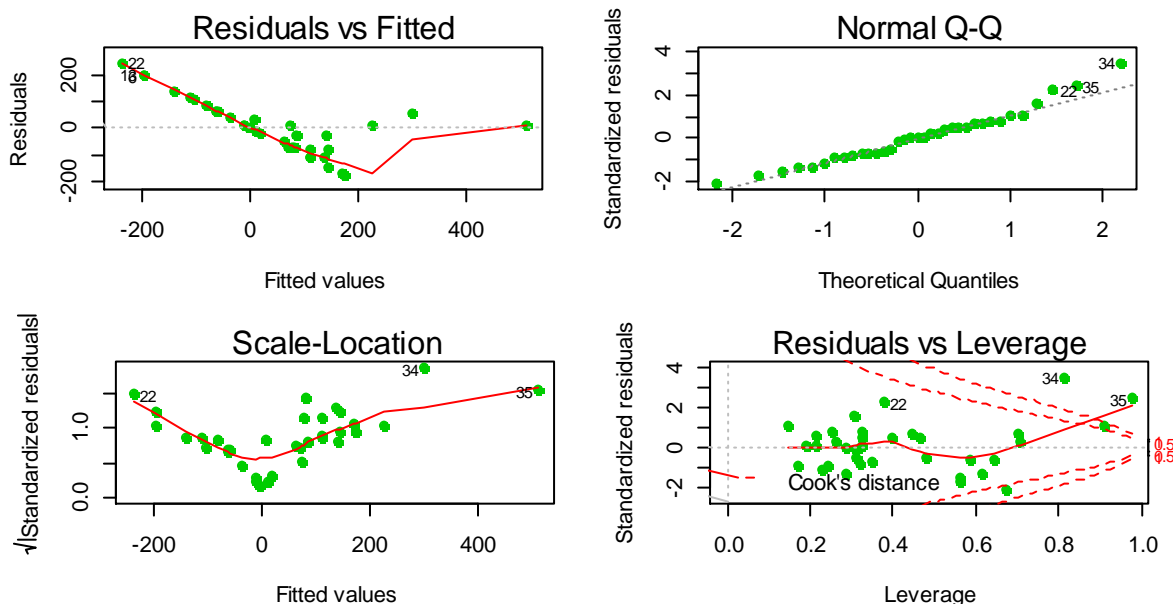 Residuals vs Fitted
Residuals
200
0
-200
22
-200 0 200 400
Fitted values
Normal Q-Q
Standardized residuals
4
2
0
-2
34
22 35
-2 -1 0 1 2
Theoretical Quantiles
Scale-Location
√|Standardized residuals|
1.0
0.0
22
34
35
-200 0 200 400
Fitted values
Residuals vs Leverage
Standardized residuals
4
2
0
-2
34
35
22
Cook's distance
0.5
0.0 0.2 0.4 0.6 0.8 1.0
Leverage